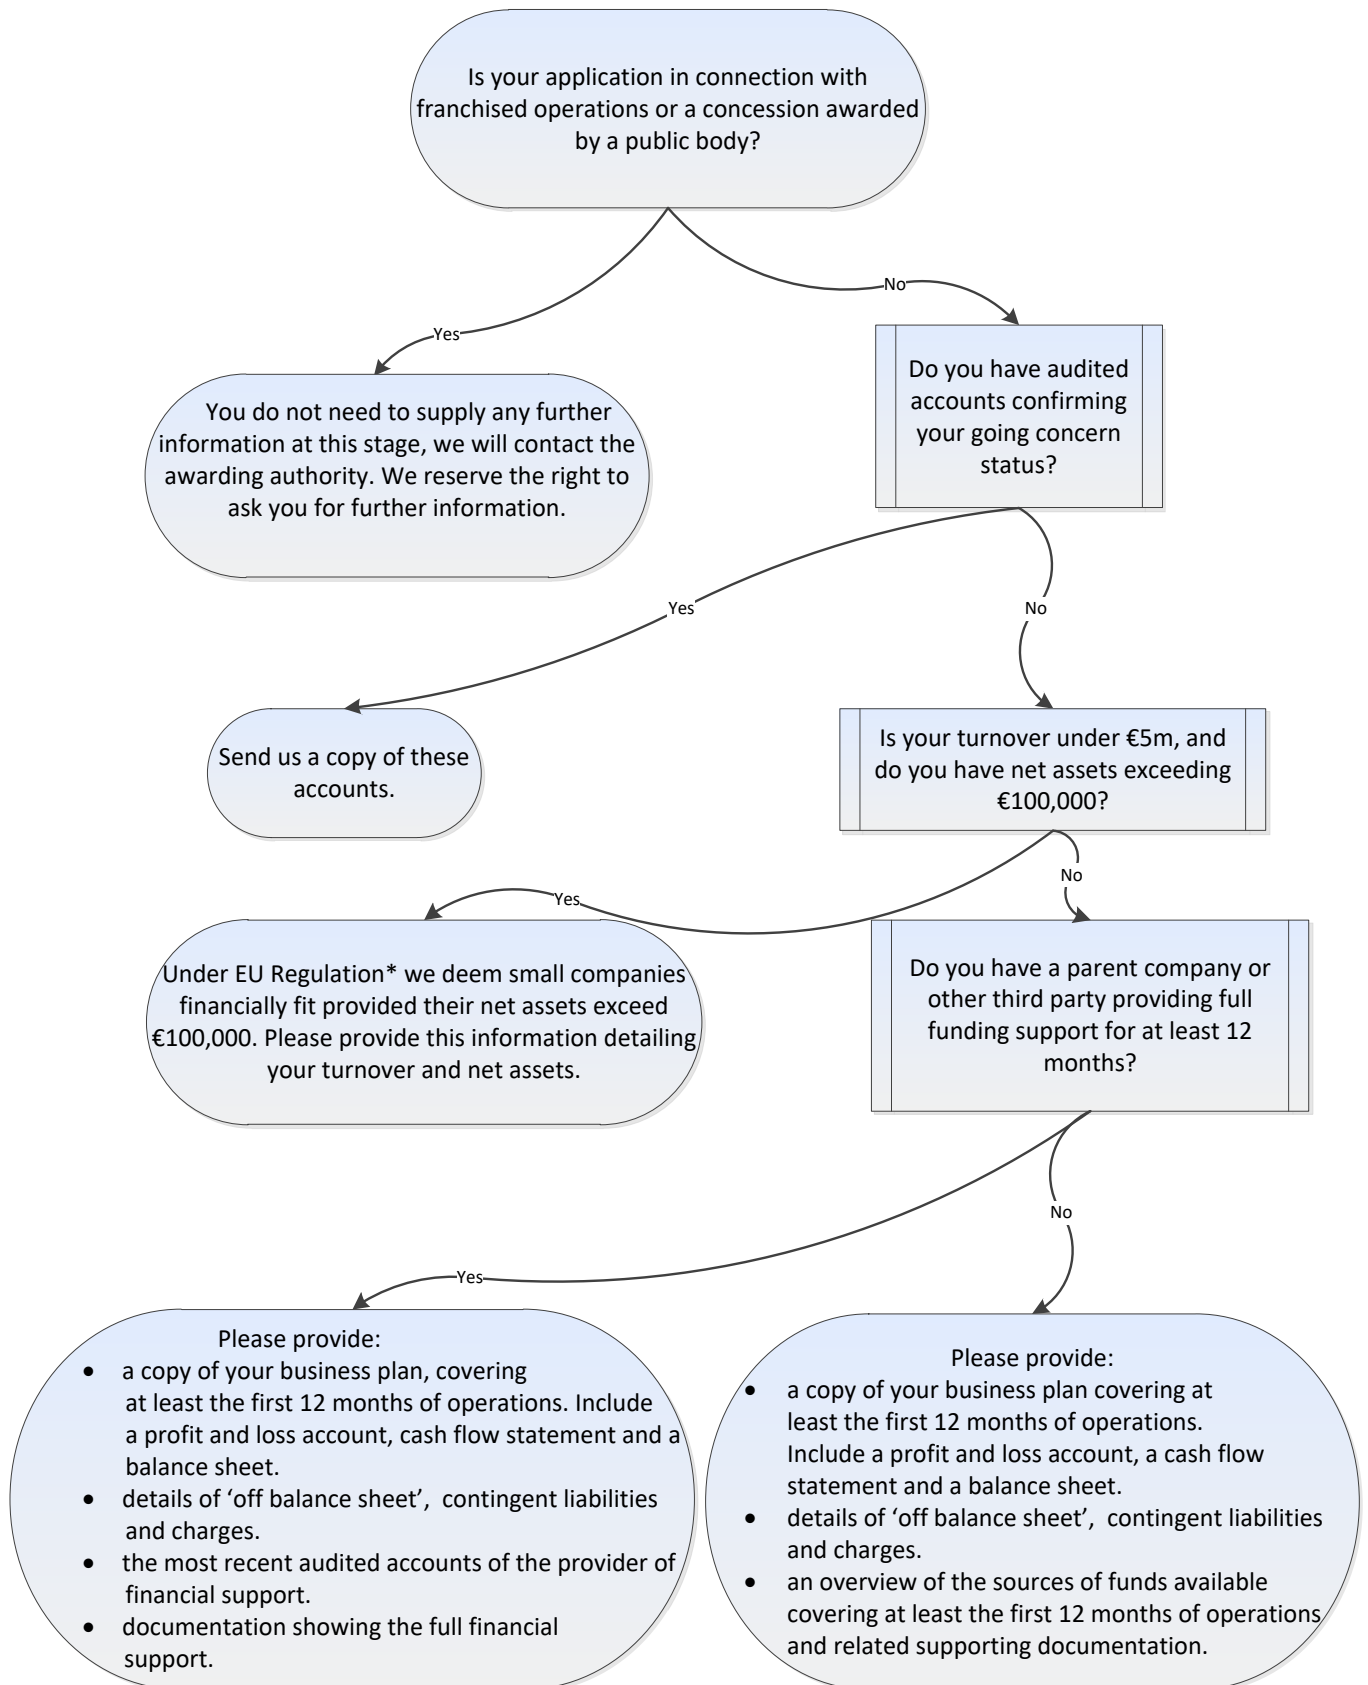 Is your application in connection with
franchised operations or a concession awarded
by a public body?
No
Yes
Do you have audited
accounts confirming
your going concern
status?
You do not need to supply any further
information at this stage, we will contact the
awarding authority. We reserve the right to
ask you for further information.
Yes
No
Send us a copy of these
accounts.
Is your turnover under €5m, and
do you have net assets exceeding
€100,000?
No
Yes
Under EU Regulation* we deem small companies
financially fit provided their net assets exceed
€100,000. Please provide this information detailing
your turnover and net assets.
Do you have a parent company or
other third party providing full
funding support for at least 12
months?
No
Yes
Please provide:
• a copy of your business plan, covering
at least the first 12 months of operations. Include
a profit and loss account, cash flow statement and a
balance sheet.
• details of ‘off balance sheet’, contingent liabilities
and charges.
• the most recent audited accounts of the provider of
financial support.
• documentation showing the full financial
support.
Please provide:
• a copy of your business plan covering at
least the first 12 months of operations.
Include a profit and loss account, a cash flow
statement and a balance sheet.
• details of ‘off balance sheet’, contingent liabilities
and charges.
• an overview of the sources of funds available
covering at least the first 12 months of operations
and related supporting documentation.